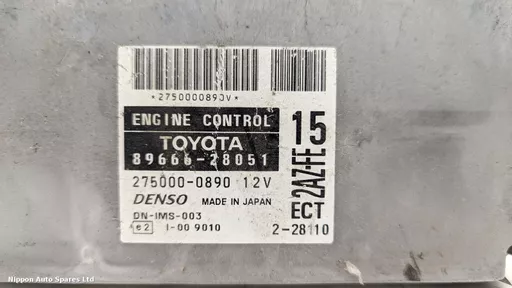 *2750000890V*
ENGINE CONTROL
TOYOTA
89666-28051
275000-0890 12V
DENSO MADE IN JAPAN
DN-IMS-003
e2 I-00 9010
15
2AZ-FE
ECT
2-28110
Nippon Auto Spares Ltd